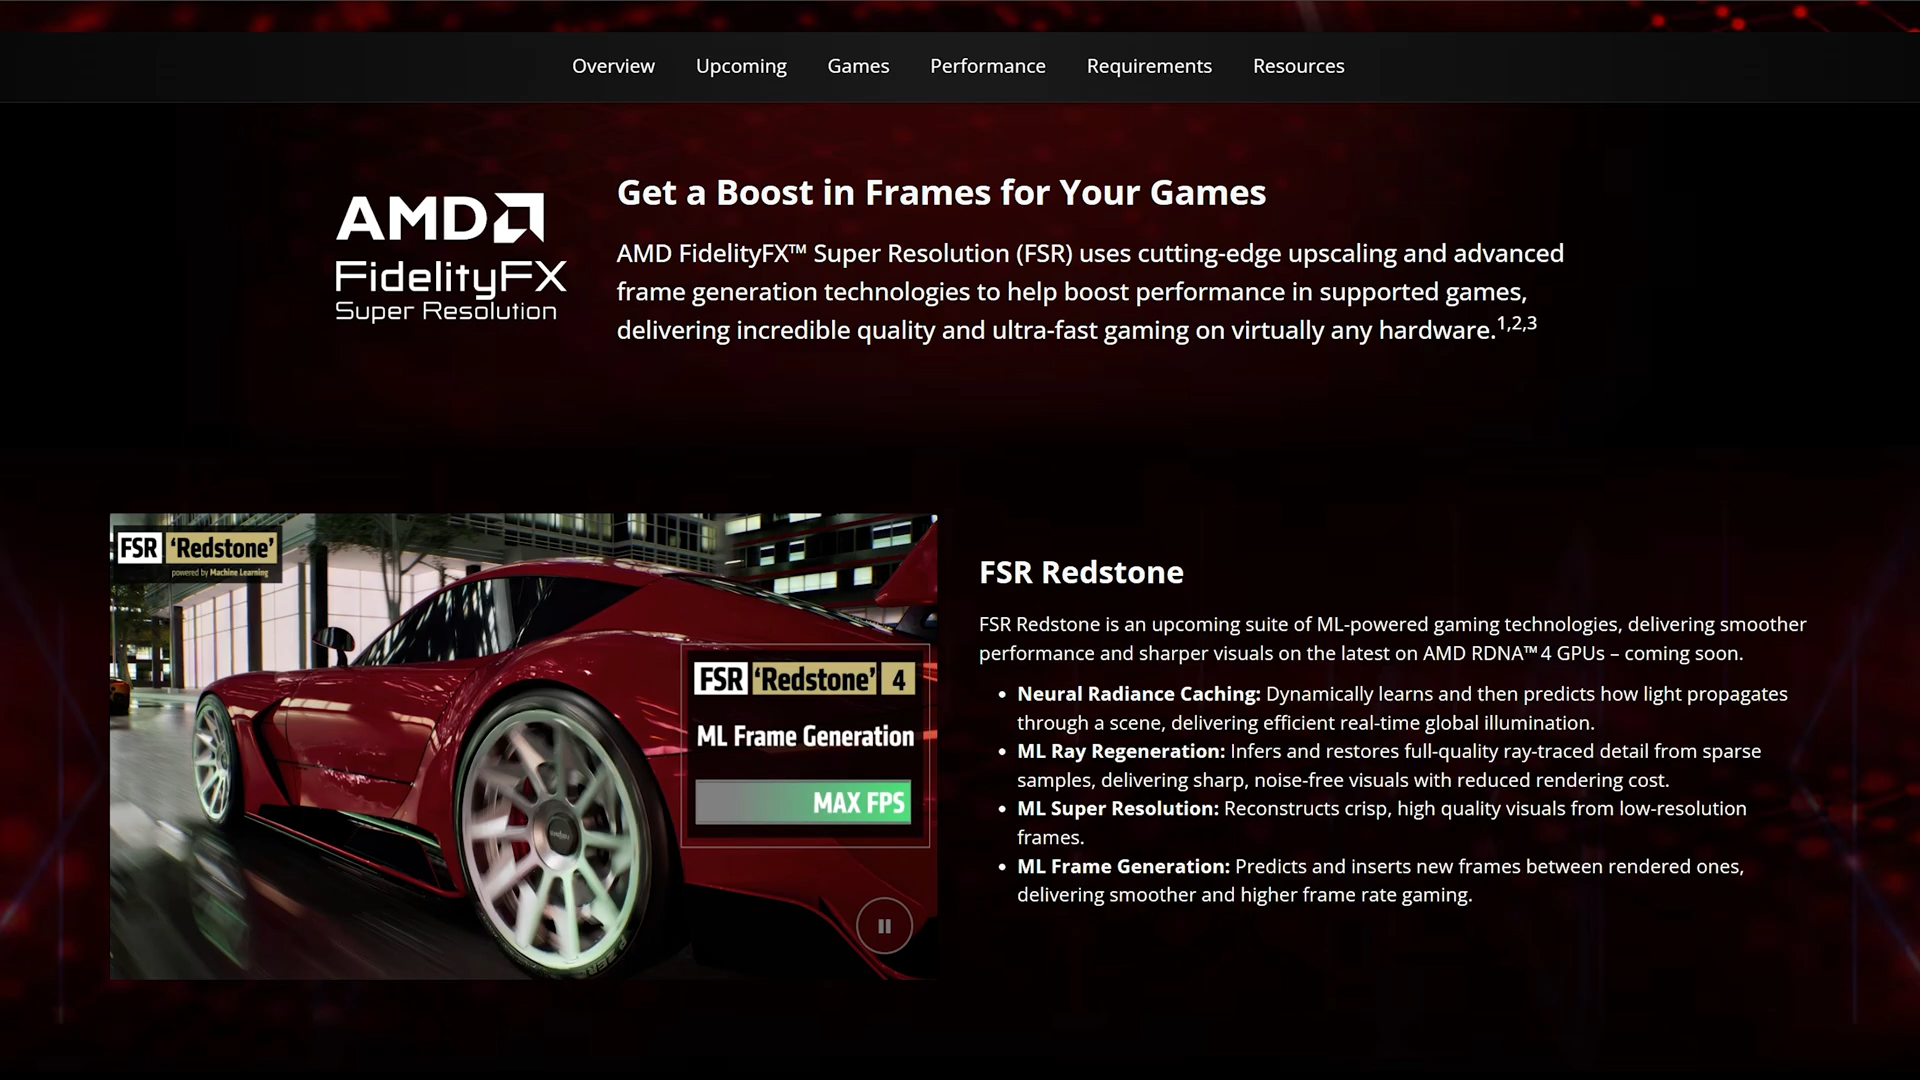 Overview
Upcoming
Games
Performance
Requirements
Resources
AMD
FidelityFX
Super Resolution
Get a Boost in Frames for Your Games
AMD FidelityFX™ Super Resolution (FSR) uses cutting-edge upscaling and advanced
frame generation technologies to help boost performance in supported games,
delivering incredible quality and ultra-fast gaming on virtually any hardware.1,2,3
FSR 'Redstone'
powered by Machine Learning
FSR 'Redstone' 4
ML Frame Generation
MAX FPS
FSR Redstone
FSR Redstone is an upcoming suite of ML-powered gaming technologies, delivering smoother
performance and sharper visuals on the latest on AMD RDNA™ 4 GPUs – coming soon.
• Neural Radiance Caching: Dynamically learns and then predicts how light propagates
through a scene, delivering efficient real-time global illumination.
• ML Ray Regeneration: Infers and restores full-quality ray-traced detail from sparse
samples, delivering sharp, noise-free visuals with reduced rendering cost.
• ML Super Resolution: Reconstructs crisp, high quality visuals from low-resolution
frames.
• ML Frame Generation: Predicts and inserts new frames between rendered ones,
delivering smoother and higher frame rate gaming.